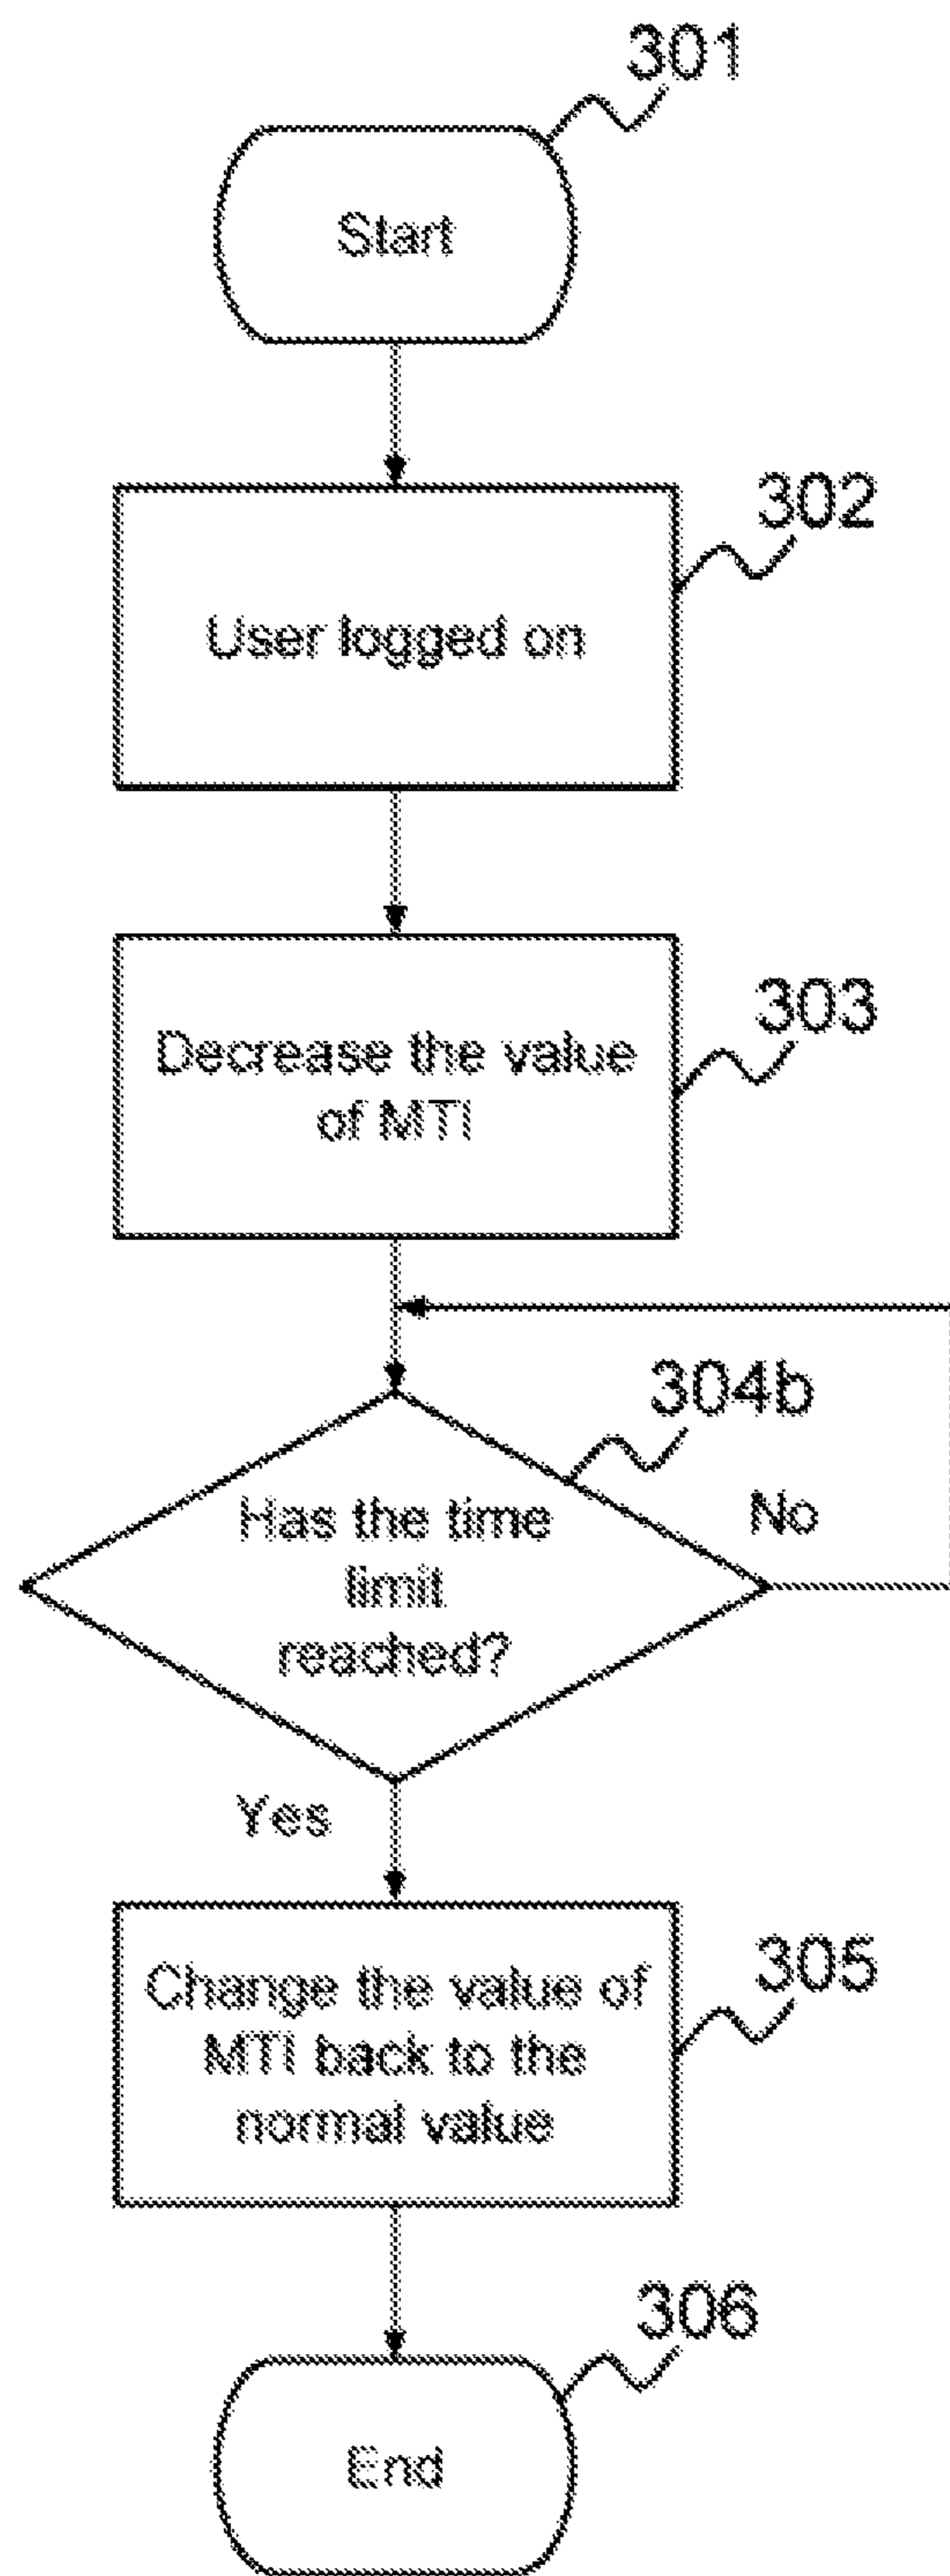 301
Start
302
User logged on
303
Decrease the value
of MTI
304b
No
Has the time
limit
reached?
Yes
305
Change the value of
MTI back to the
normal value
306
End